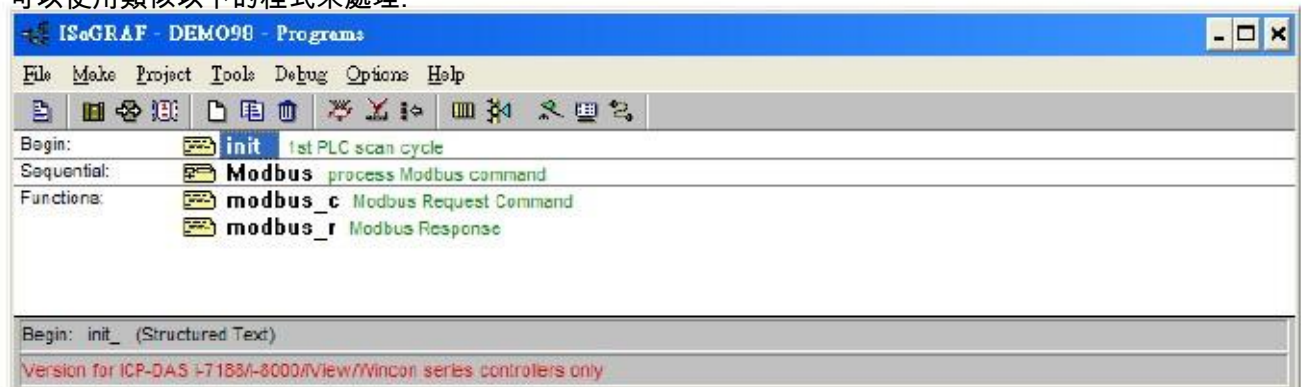 可以使用類似以下的程式來處理:
ISaGRAF - DEMO98 - Programs
File Make Project Tools Debug Options Help
Begin: init 1st PLC scan cycle
Sequential: Modbus process Modbus command
Functions: modbus_c Modbus Request Command
modbus_r Modbus Response
Begin: init_ (Structured Text)
Version for ICP-DAS i-7188/I-8000/iView/Wincon series controllers only